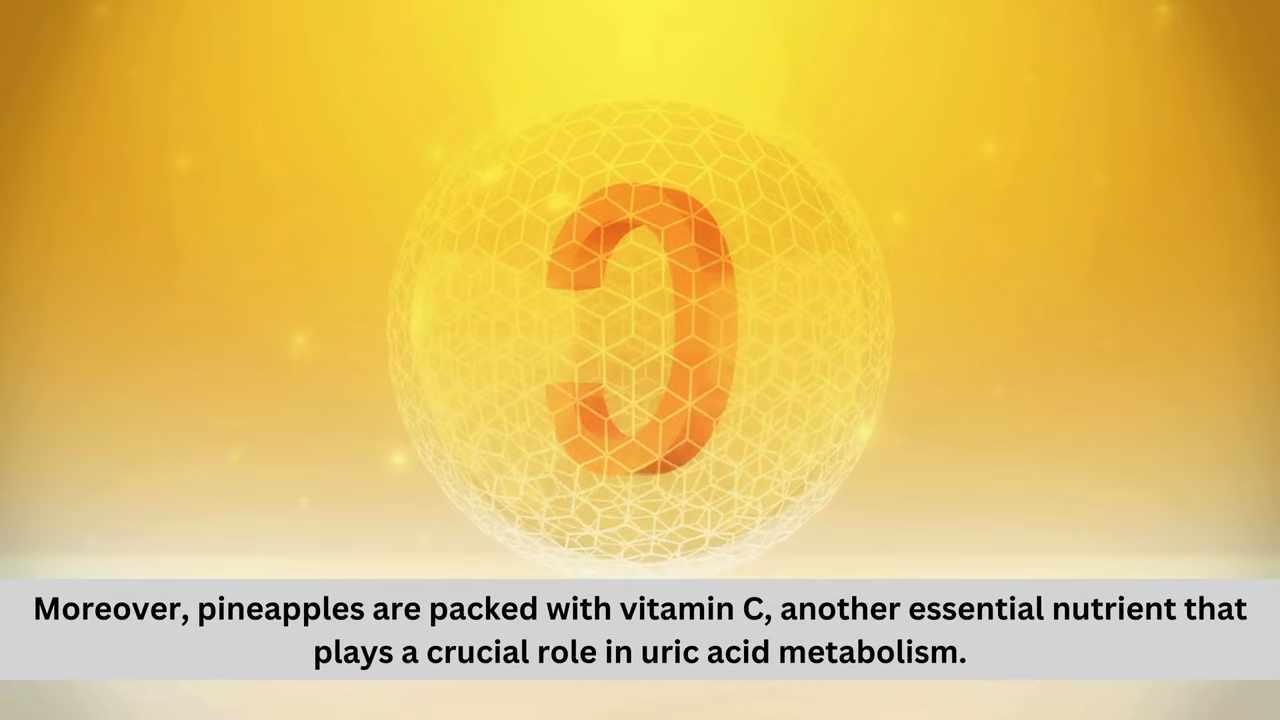 C
Moreover, pineapples are packed with vitamin C, another essential nutrient that
plays a crucial role in uric acid metabolism.